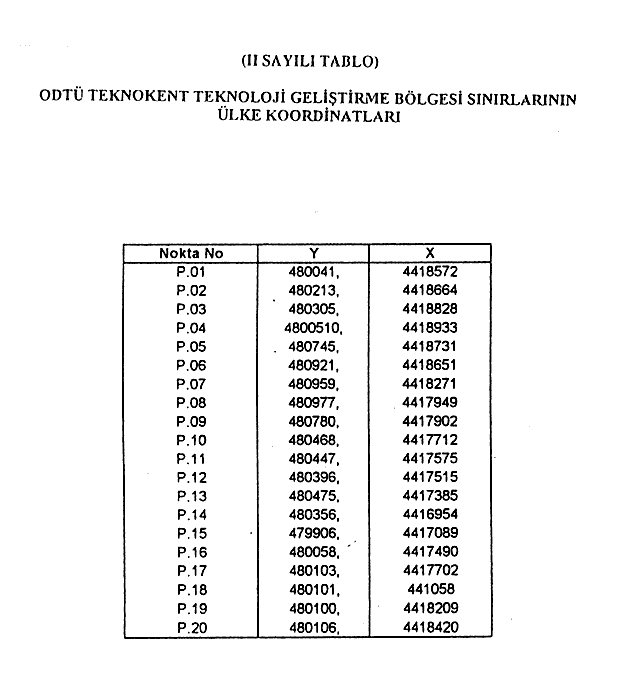 (II SAYILI TABLO)
ODTÜ TEKNOKENT TEKNOLOJİ GELİŞTİRME BÖLGESİ SINIRLARININ
ÜLKE KOORDİNATLARI
Nokta No Y X
P.01 480041, 4418572
P.02 480213, 4418664
P.03 480305, 4418828
P.04 4800510, 4418933
P.05 480745, 4418731
P.06 480921, 4418651
P.07 480959, 4418271
P.08 480977, 4417949
P.09 480780, 4417902
P.10 480468, 4417712
P.11 480447, 4417575
P.12 480396, 4417515
P.13 480475, 4417385
P.14 480356, 4416954
P.15 479906, 4417089
P.16 480058, 4417490
P.17 480103, 4417702
P.18 480101, 441058
P.19 480100, 4418209
P.20 480106, 4418420